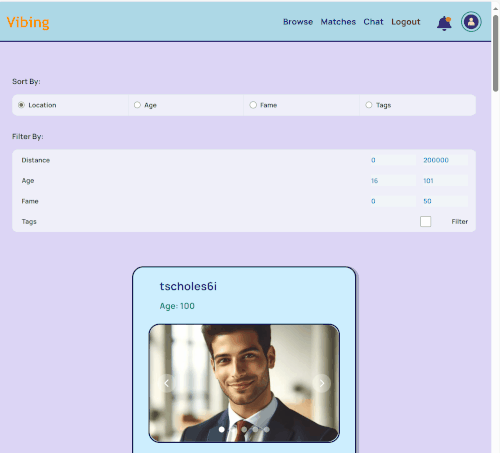 Vibing
Browse Matches Chat Logout
Sort By:
Location Age Fame Tags
Filter By:
Distance 0 200000
Age 16 101
Fame 0 50
Tags Filter
tscholes6i
Age: 100